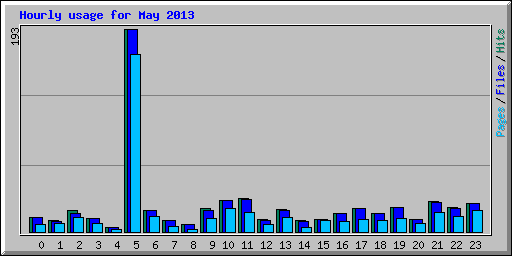 Hourly usage for May 2013
193
Pages/Files/Hits
0 1 2 3 4 5 6 7 8 9 10 11 12 13 14 15 16 17 18 19 20 21 22 23